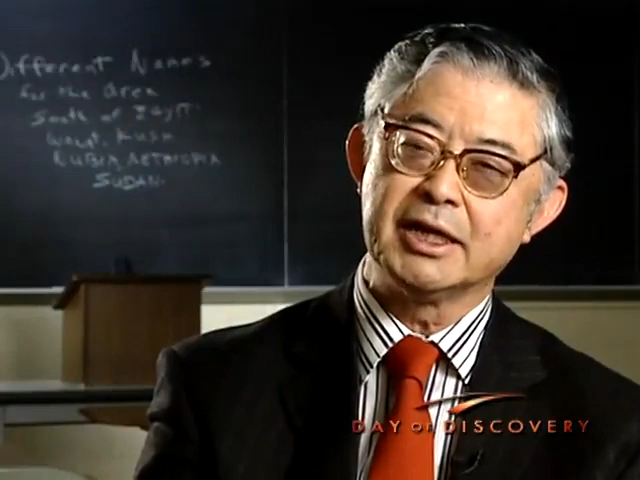 Different Names
for the Area
South of Egypt:
Wawat, Kush
NUBIA, AETHIOPIA
SUDAN.
DAY OF DISCOVERY